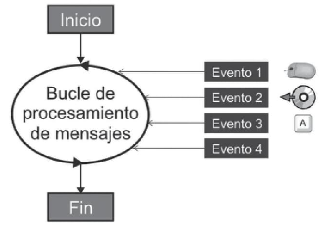 Inicio
Bucle de
procesamiento
de mensajes
Evento 1
Evento 2
Evento 3
A
Evento 4
Fin